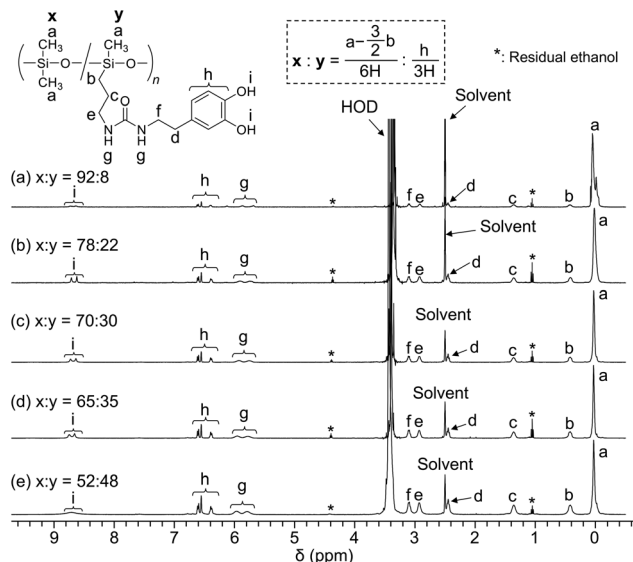 x y
a a
CH₃ CH₃
Si—O Si—O n
CH₃ b
a c
e O f h i
N N OH
H H d OH
g g i
x : y = a− 3/2 b / 6H : h / 3H
*: Residual ethanol
HOD Solvent
(a) x:y = 92:8 i h g * f e d c * b a
(b) x:y = 78:22 i h g * f e Solvent d c * b a
(c) x:y = 70:30 i h g * f e Solvent d c * b a
(d) x:y = 65:35 i h g * f e Solvent d c * b a
(e) x:y = 52:48 i h g * f e Solvent d c * b a
9 8 7 6 5 4 3 2 1 0
δ (ppm)